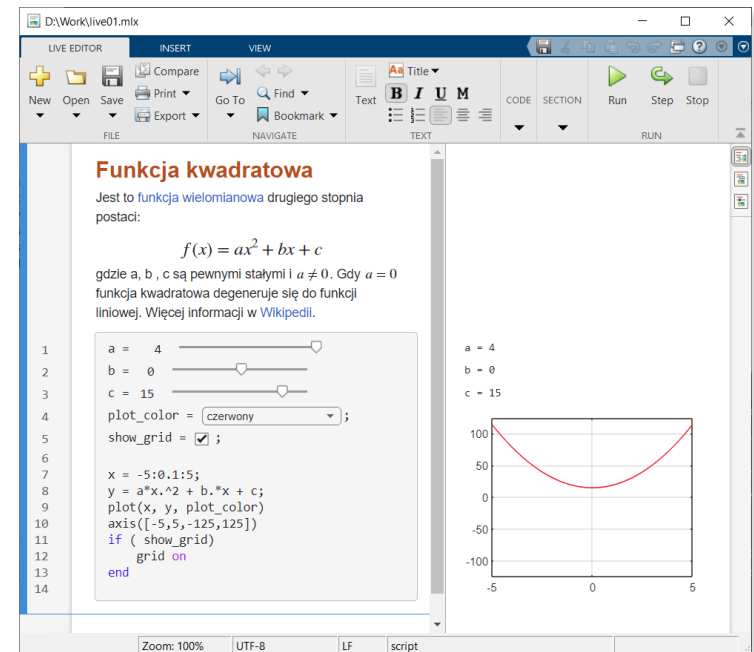 D:\Work\live01.mlx
LIVE EDITOR INSERT VIEW
New Open Save
Compare
Print
Export
Go To
Find
Bookmark
Text
Aa Title
B I U M
CODE SECTION
Run Step Stop
FILE NAVIGATE TEXT RUN
Funkcja kwadratowa
Jest to funkcja wielomianowa drugiego stopnia
postaci:
f(x) = ax² + bx + c
gdzie a, b , c są pewnymi stałymi i a ≠ 0. Gdy a = 0
funkcja kwadratowa degeneruje się do funkcji
liniowej. Więcej informacji w Wikipedii.
1 a = 4
2 b = 0
3 c = 15
4 plot_color = czerwony ;
5 show_grid = ;
6
7 x = -5:0.1:5;
8 y = a*x.^2 + b.*x + c;
9 plot(x, y, plot_color)
10 axis([-5,5,-125,125])
11 if ( show_grid)
12 grid on
13 end
14
a = 4
b = 0
c = 15
100
50
0
-50
-100
-5 0 5
Zoom: 100% UTF-8 LF script